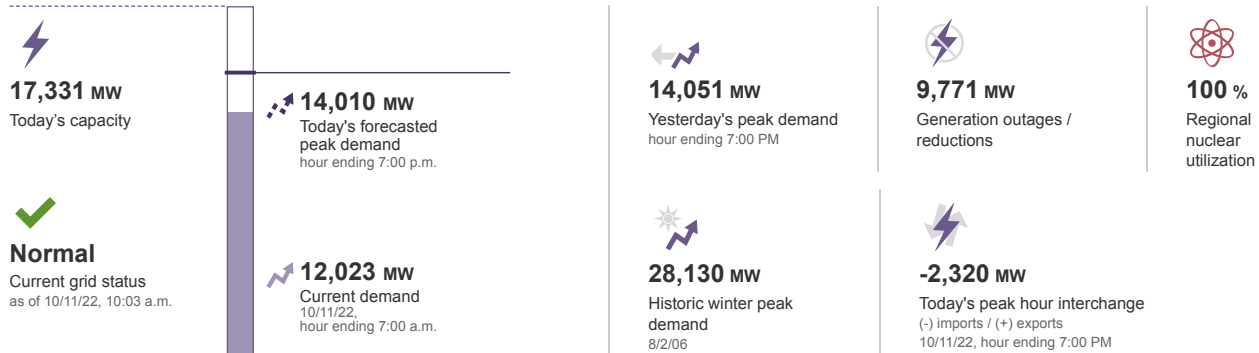 17,331 MW
Today's capacity
Normal
Current grid status
as of 10/11/22, 10:03 a.m.
14,010 MW
Today's forecasted
peak demand
hour ending 7:00 p.m.
12,023 MW
Current demand
10/11/22,
hour ending 7:00 a.m.
14,051 MW
Yesterday's peak demand
hour ending 7:00 PM
9,771 MW
Generation outages /
reductions
100 %
Regional
nuclear
utilization
28,130 MW
Historic winter peak
demand
8/2/06
-2,320 MW
Today's peak hour interchange
(-) imports / (+) exports
10/11/22, hour ending 7:00 PM